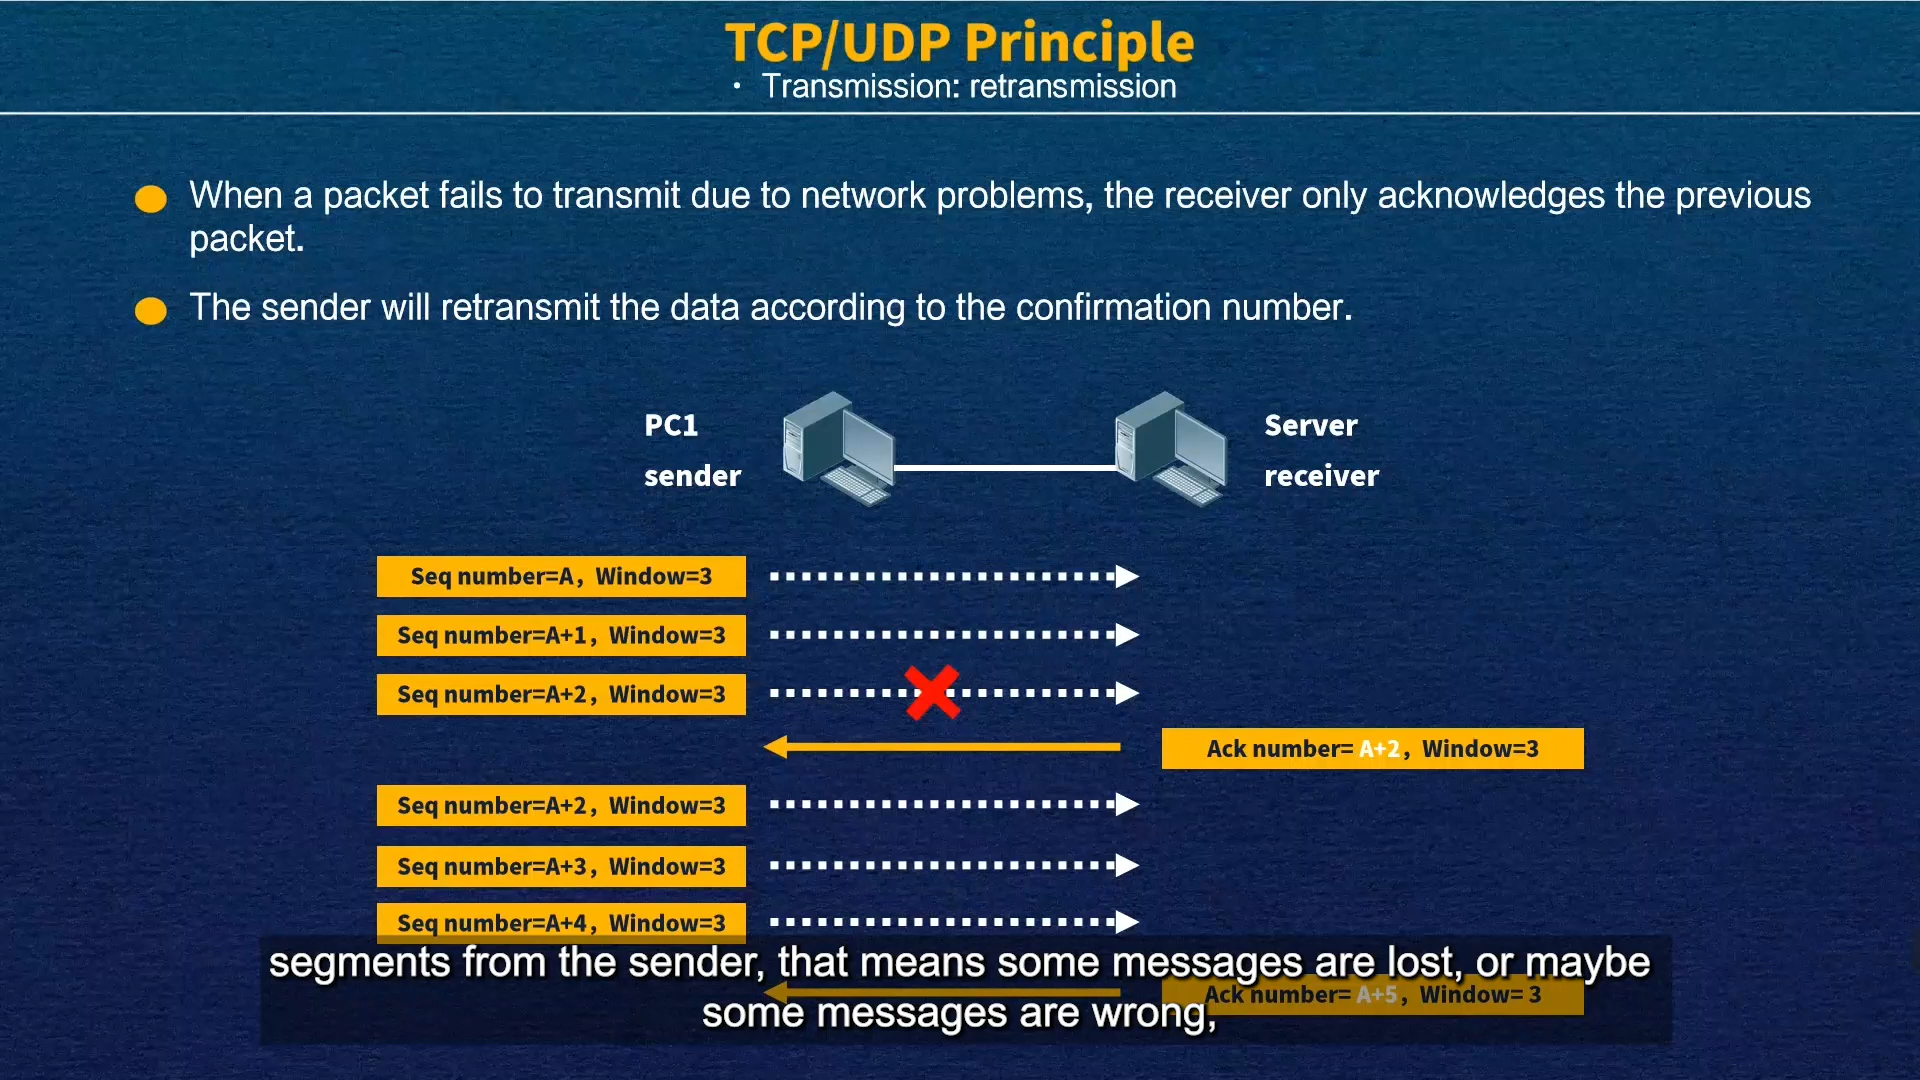 TCP/UDP Principle
· Transmission: retransmission
When a packet fails to transmit due to network problems, the receiver only acknowledges the previous
packet.
The sender will retransmit the data according to the confirmation number.
PC1
sender
Server
receiver
Seq number=A, Window=3
Seq number=A+1, Window=3
Seq number=A+2, Window=3
Ack number= A+2, Window=3
Seq number=A+2, Window=3
Seq number=A+3, Window=3
Seq number=A+4, Window=3
Ack number= A+5, Window= 3
segments from the sender, that means some messages are lost, or maybe
some messages are wrong,